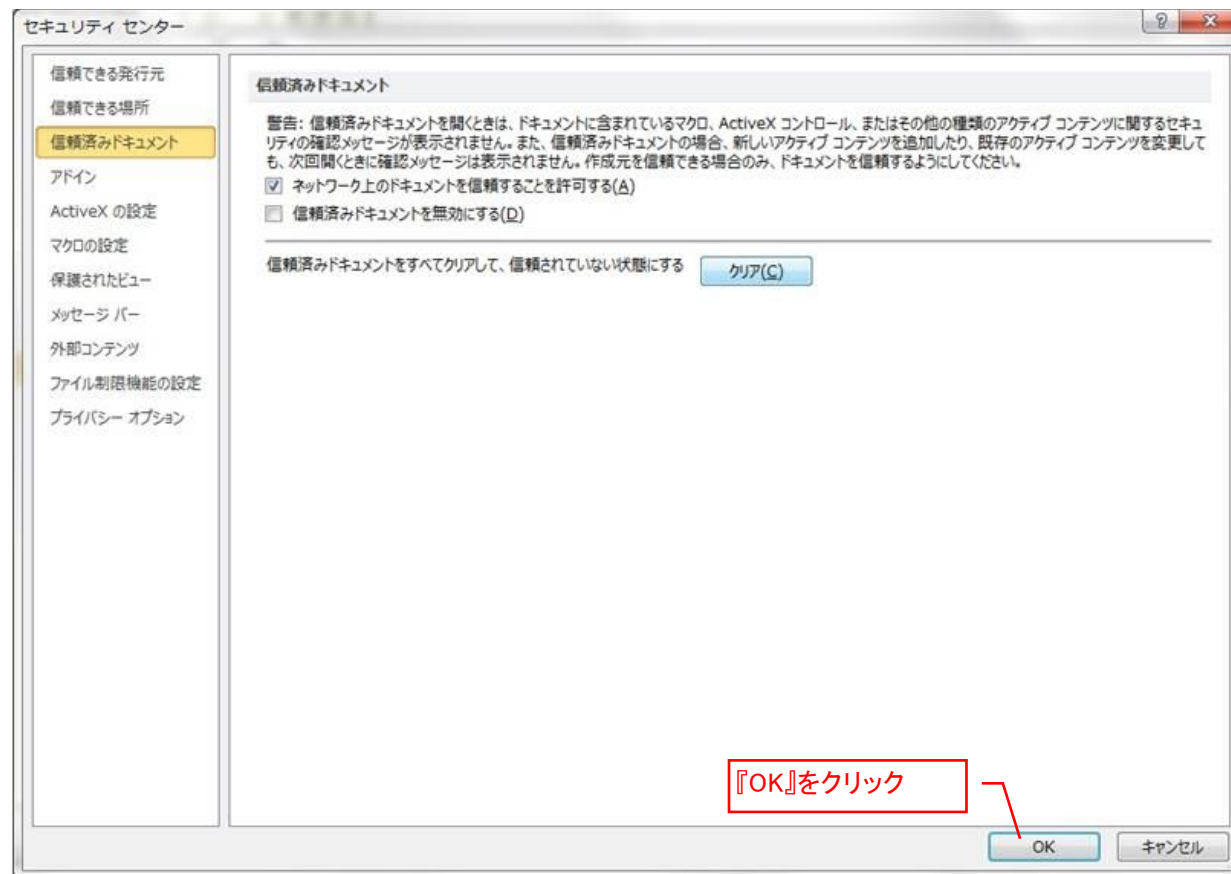 セキュリティ センター
信頼できる発行元
信頼できる場所
信頼済みドキュメント
アドイン
ActiveX の設定
マクロの設定
保護されたビュー
メッセージ バー
外部コンテンツ
ファイル制限機能の設定
プライバシー オプション
信頼済みドキュメント
警告: 信頼済みドキュメントを開くときは、ドキュメントに含まれているマクロ、ActiveX コントロール、またはその他の種類のアクティブ コンテンツに関するセキュ
リティの確認メッセージが表示されません。また、信頼済みドキュメントの場合、新しいアクティブ コンテンツを追加したり、既存のアクティブ コンテンツを変更して
も、次回開くときに確認メッセージは表示されません。作成元を信頼できる場合のみ、ドキュメントを信頼するようにしてください。
ネットワーク上のドキュメントを信頼することを許可する(A)
信頼済みドキュメントを無効にする(D)
信頼済みドキュメントをすべてクリアして、信頼されていない状態にする クリア(C)
『OK』をクリック
OK キャンセル